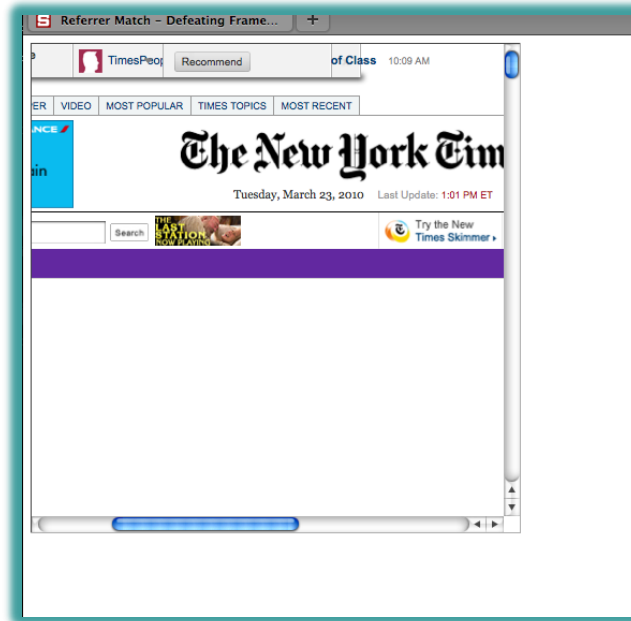 Referrer Match – Defeating Frame...
TimesPeop
Recommend
of Class 10:09 AM
ER VIDEO MOST POPULAR TIMES TOPICS MOST RECENT
NCE
ain
The New York Tim
Tuesday, March 23, 2010 Last Update: 1:01 PM ET
Search
THE LAST STATION NOW PLAYING
Try the New
Times Skimmer